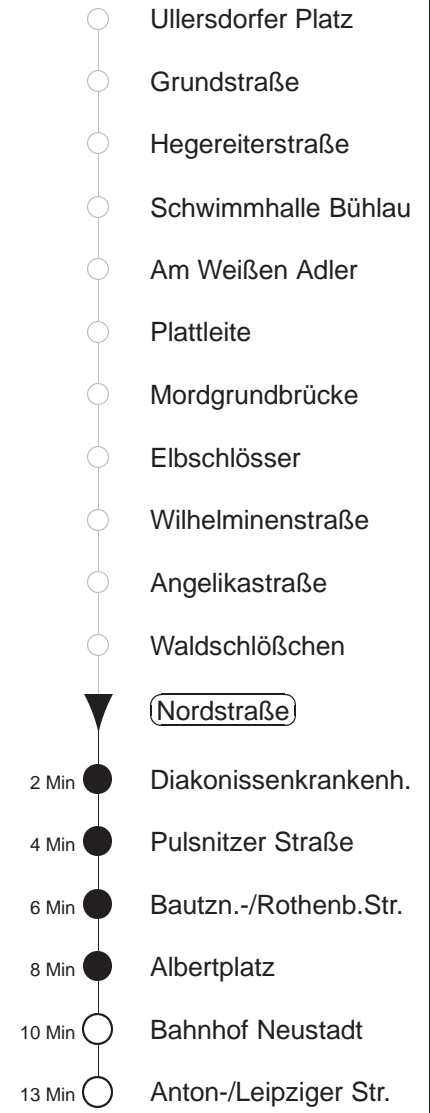 Ullersdorfer Platz
Grundstraße
Hegereiterstraße
Schwimmhalle Bühlau
Am Weißen Adler
Plattleite
Mordgrundbrücke
Elbschlösser
Wilhelminenstraße
Angelikastraße
Waldschlößchen
Nordstraße
2 Min Diakonissenkrankenh.
4 Min Pulsnitzer Straße
6 Min Bautzn.-/Rothenb.Str.
8 Min Albertplatz
10 Min Bahnhof Neustadt
13 Min Anton-/Leipziger Str.